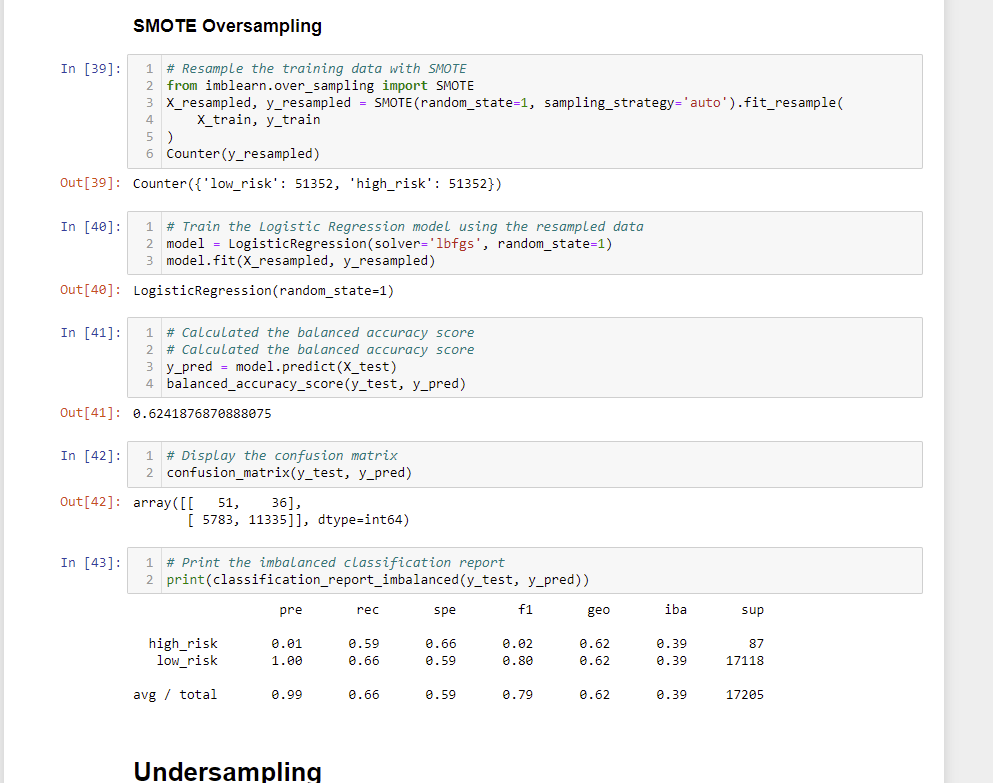 SMOTE Oversampling
In [39]:
1 # Resample the training data with SMOTE
2 from imblearn.over_sampling import SMOTE
3 X_resampled, y_resampled = SMOTE(random_state=1, sampling_strategy='auto').fit_resample(
4     X_train, y_train
5 )
6 Counter(y_resampled)
Out[39]: Counter({'low_risk': 51352, 'high_risk': 51352})
In [40]:
1 # Train the Logistic Regression model using the resampled data
2 model = LogisticRegression(solver='lbfgs', random_state=1)
3 model.fit(X_resampled, y_resampled)
Out[40]: LogisticRegression(random_state=1)
In [41]:
1 # Calculated the balanced accuracy score
2 # Calculated the balanced accuracy score
3 y_pred = model.predict(X_test)
4 balanced_accuracy_score(y_test, y_pred)
Out[41]: 0.6241876870888075
In [42]:
1 # Display the confusion matrix
2 confusion_matrix(y_test, y_pred)
Out[42]: array([[   51,    36],
       [ 5783, 11335]], dtype=int64)
In [43]:
1 # Print the imbalanced classification report
2 print(classification_report_imbalanced(y_test, y_pred))
pre rec spe f1 geo iba sup
high_risk 0.01 0.59 0.66 0.02 0.62 0.39 87
low_risk 1.00 0.66 0.59 0.80 0.62 0.39 17118
avg / total 0.99 0.66 0.59 0.79 0.62 0.39 17205
Undersampling